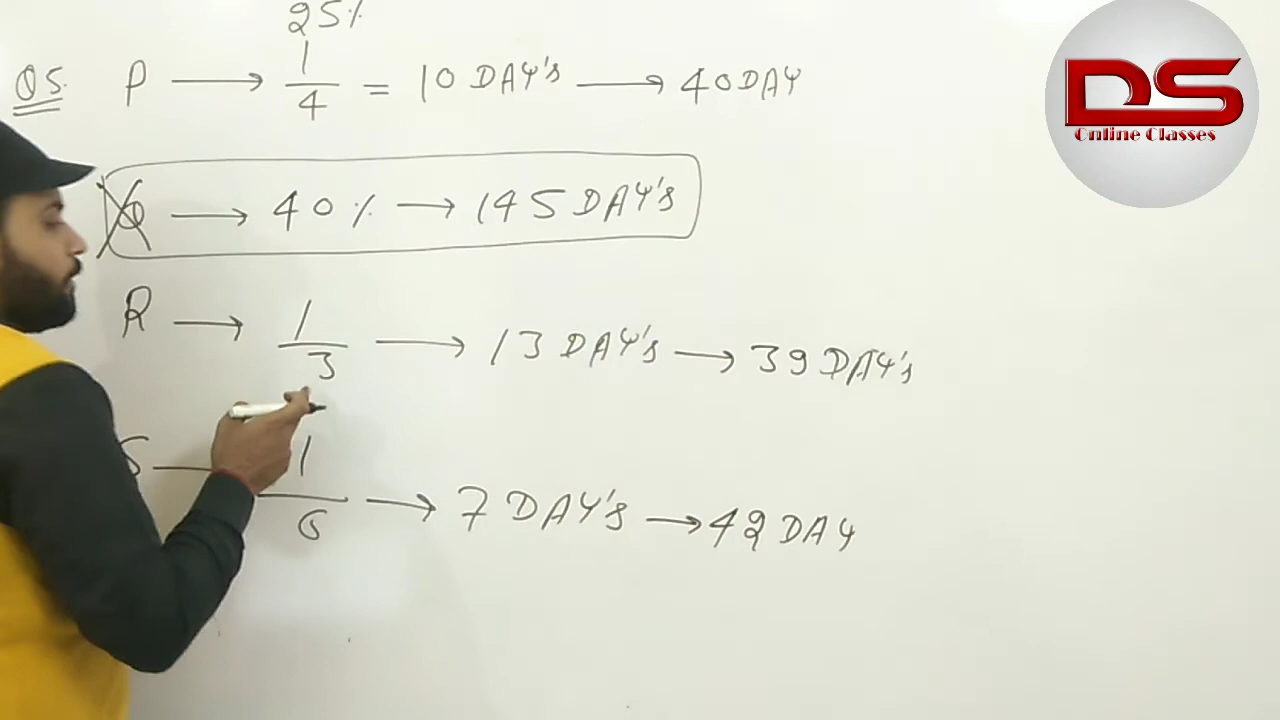 25%
Q5. P → 1/4 = 10 DAY's → 40 DAY
Q → 40% → 145 DAY's
R → 1/3 → 13 DAY's → 39 DAY's
S → 1/6 → 7 DAY's → 42 DAY
DS
Online Classes